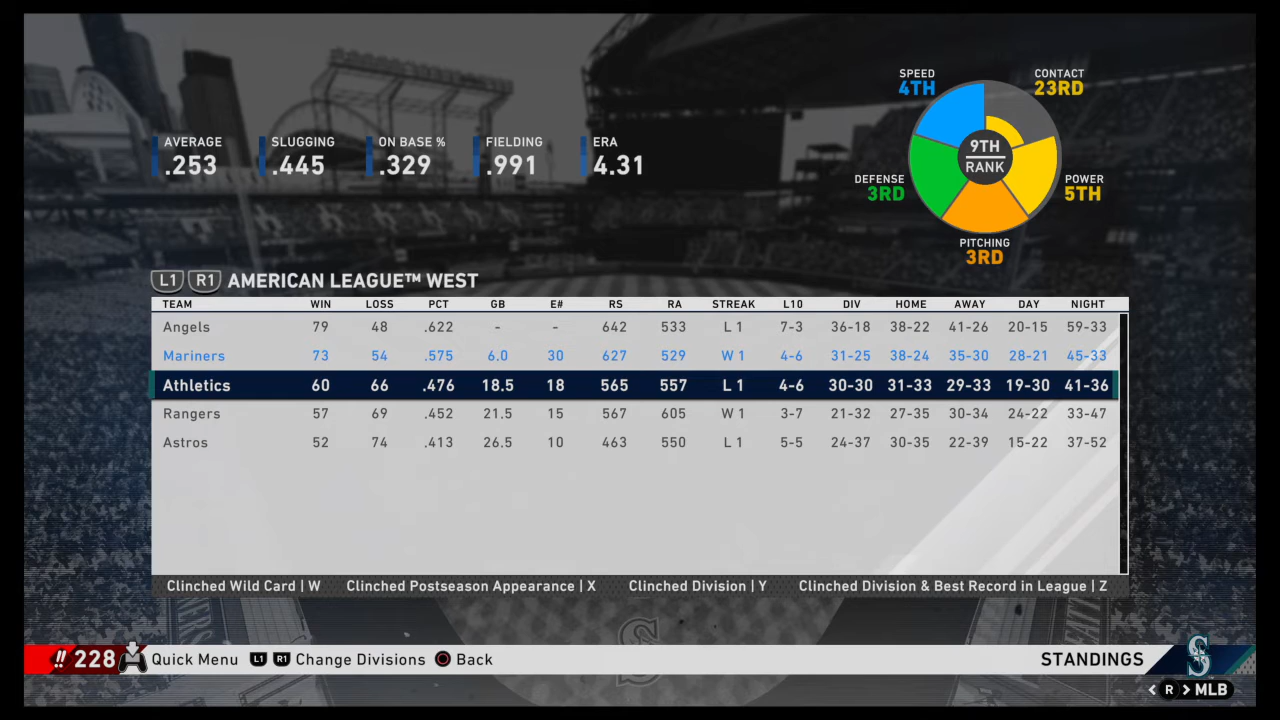 SPEED
4TH
CONTACT
23RD
AVERAGE
.253
SLUGGING
.445
ON BASE %
.329
FIELDING
.991
ERA
4.31
9TH
RANK
DEFENSE
3RD
POWER
5TH
PITCHING
3RD
L1 R1 AMERICAN LEAGUE™ WEST
TEAM WIN LOSS PCT GB E# RS RA STREAK L10 DIV HOME AWAY DAY NIGHT
Angels 79 48 .622 - - 642 533 L 1 7-3 36-18 38-22 41-26 20-15 59-33
Mariners 73 54 .575 6.0 30 627 529 W 1 4-6 31-25 38-24 35-30 28-21 45-33
Athletics 60 66 .476 18.5 18 565 557 L 1 4-6 30-30 31-33 29-33 19-30 41-36
Rangers 57 69 .452 21.5 15 567 605 W 1 3-7 21-32 27-35 30-34 24-22 33-47
Astros 52 74 .413 26.5 10 463 550 L 1 5-5 24-37 30-35 22-39 15-22 37-52
Clinched Wild Card | W Clinched Postseason Appearance | X Clinched Division | Y Clinched Division & Best Record in League | Z
!! 228 Quick Menu L1 R1 Change Divisions Back STANDINGS
< R > MLB